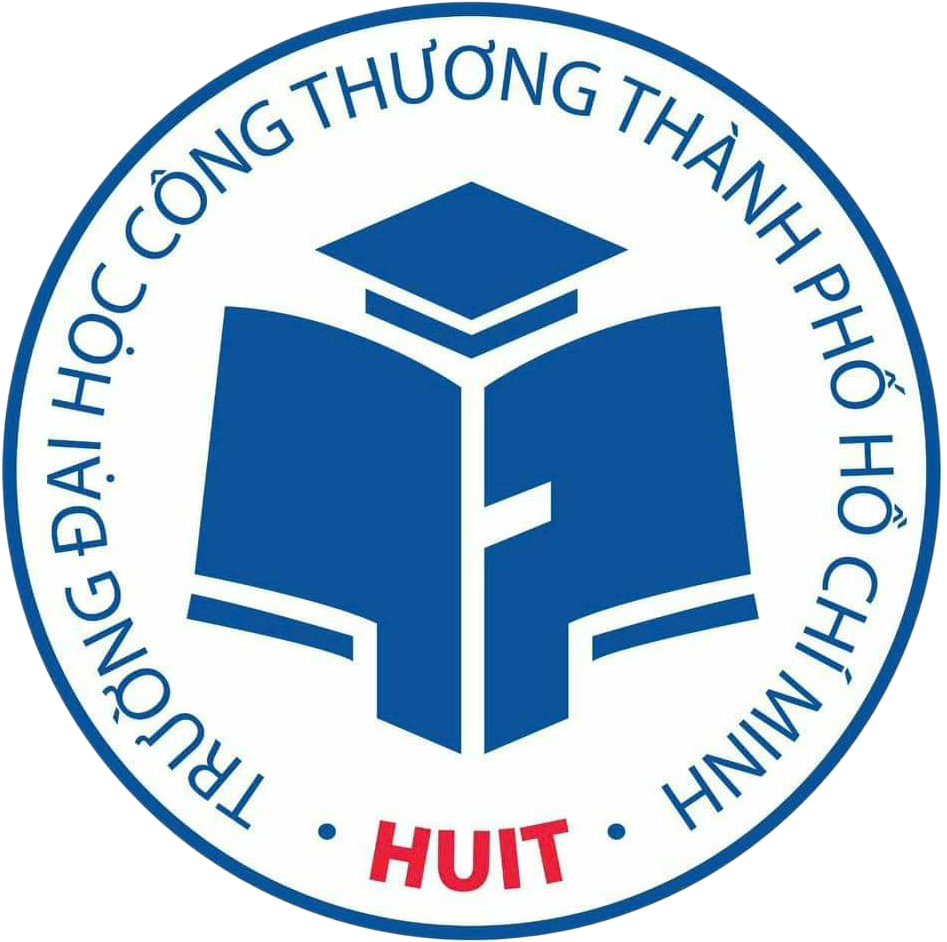 TRƯỜNG ĐẠI HỌC CÔNG THƯƠNG THÀNH PHỐ HỒ CHÍ MINH
• HUIT •